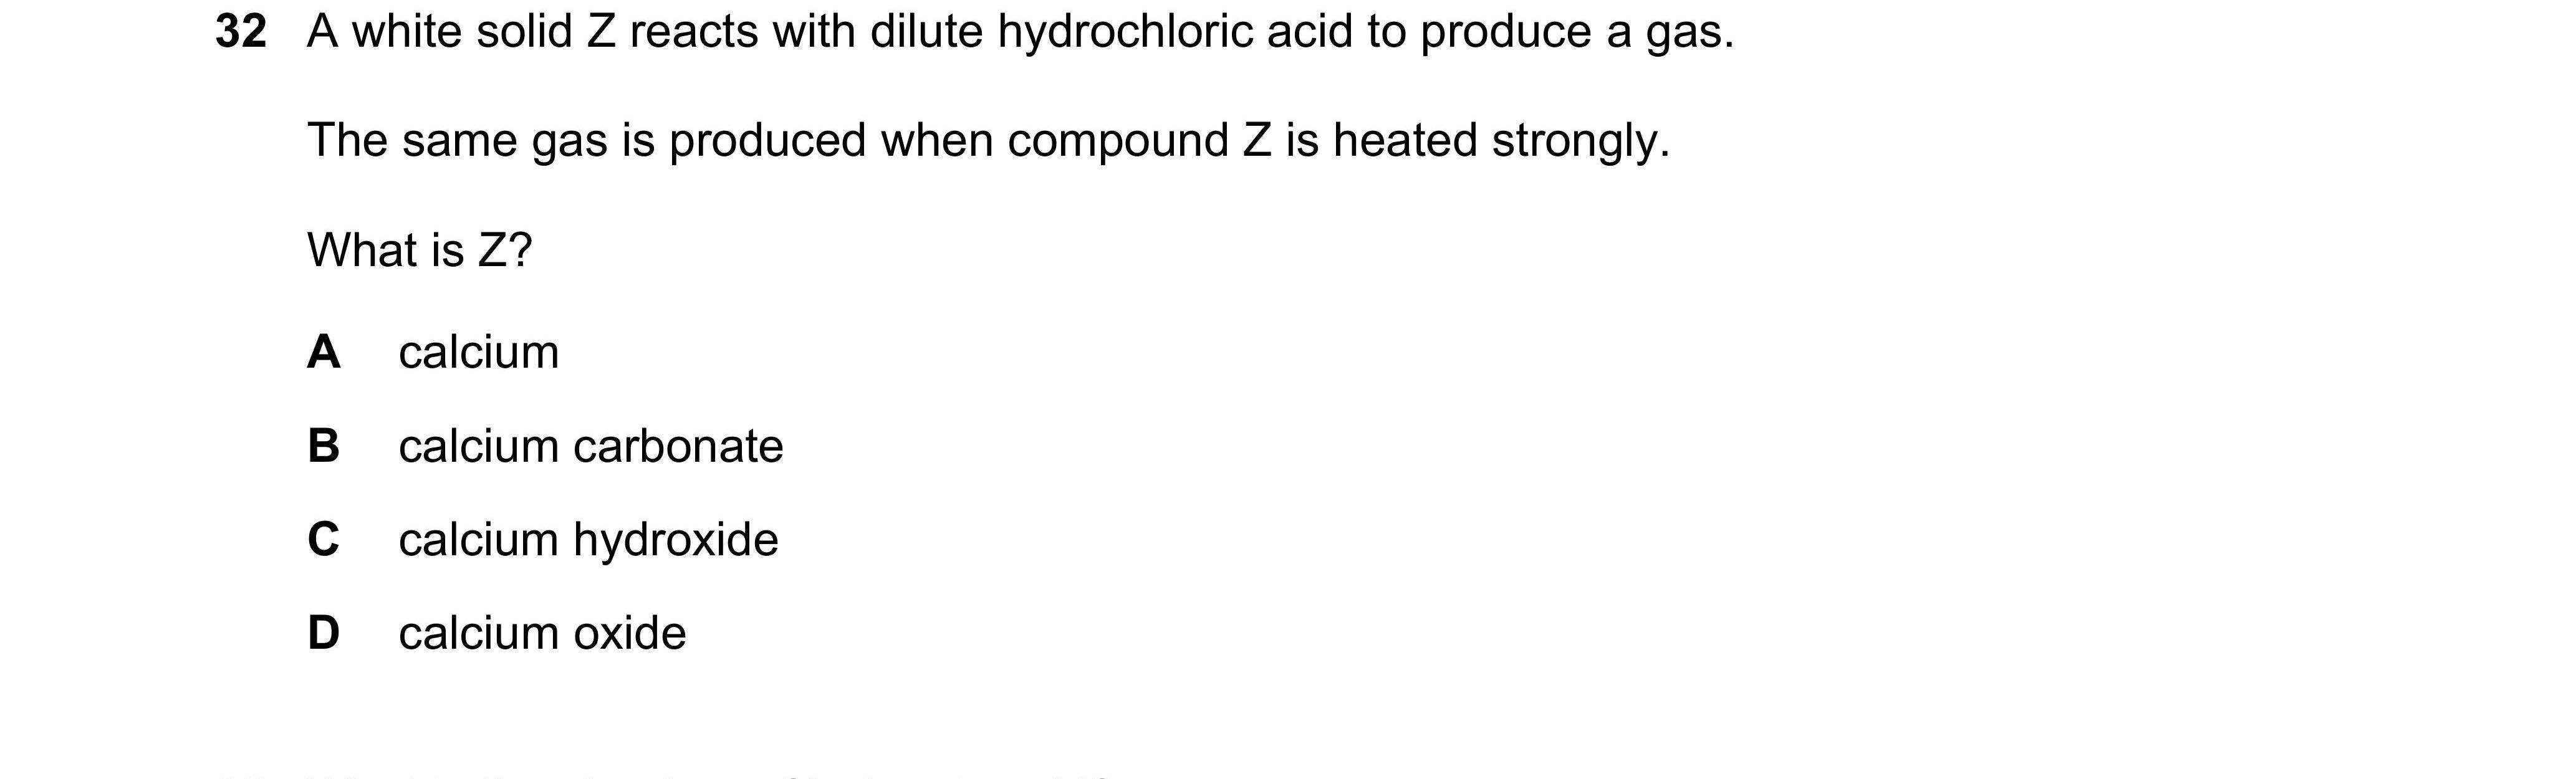 32 A white solid Z reacts with dilute hydrochloric acid to produce a gas.
The same gas is produced when compound Z is heated strongly.
What is Z?
A calcium
B calcium carbonate
C calcium hydroxide
D calcium oxide